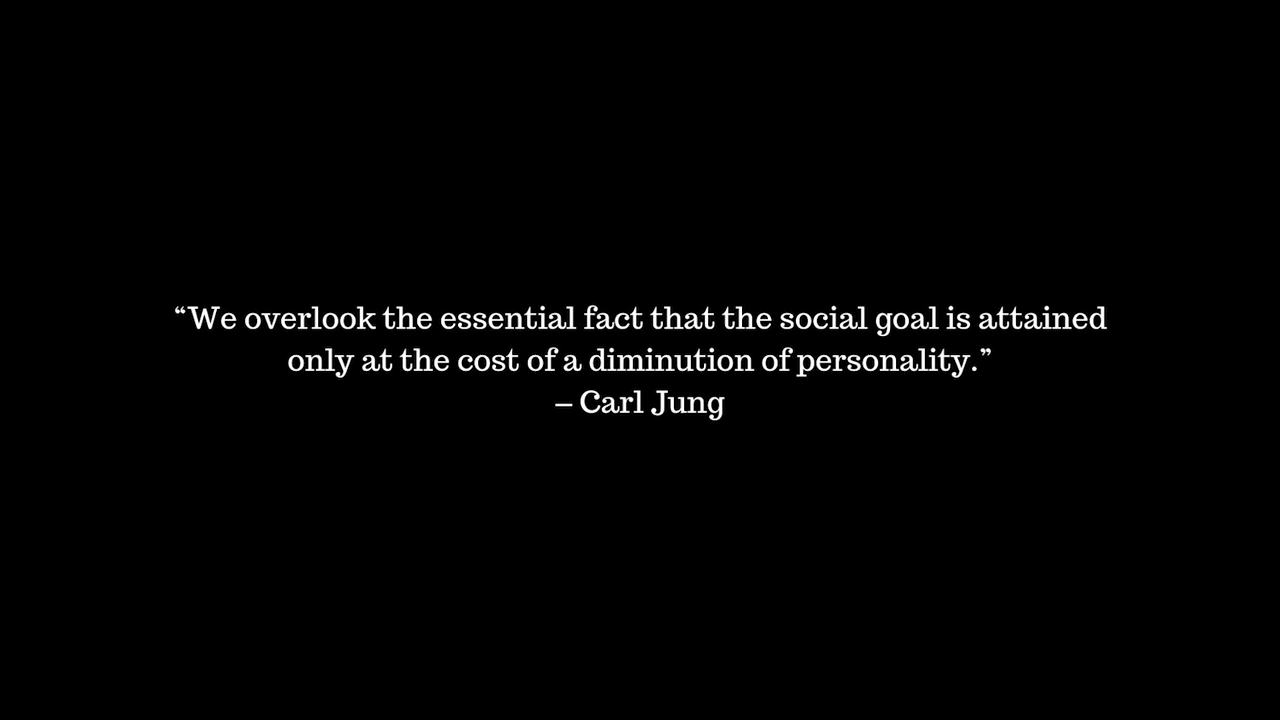 “We overlook the essential fact that the social goal is attained
only at the cost of a diminution of personality.”
– Carl Jung